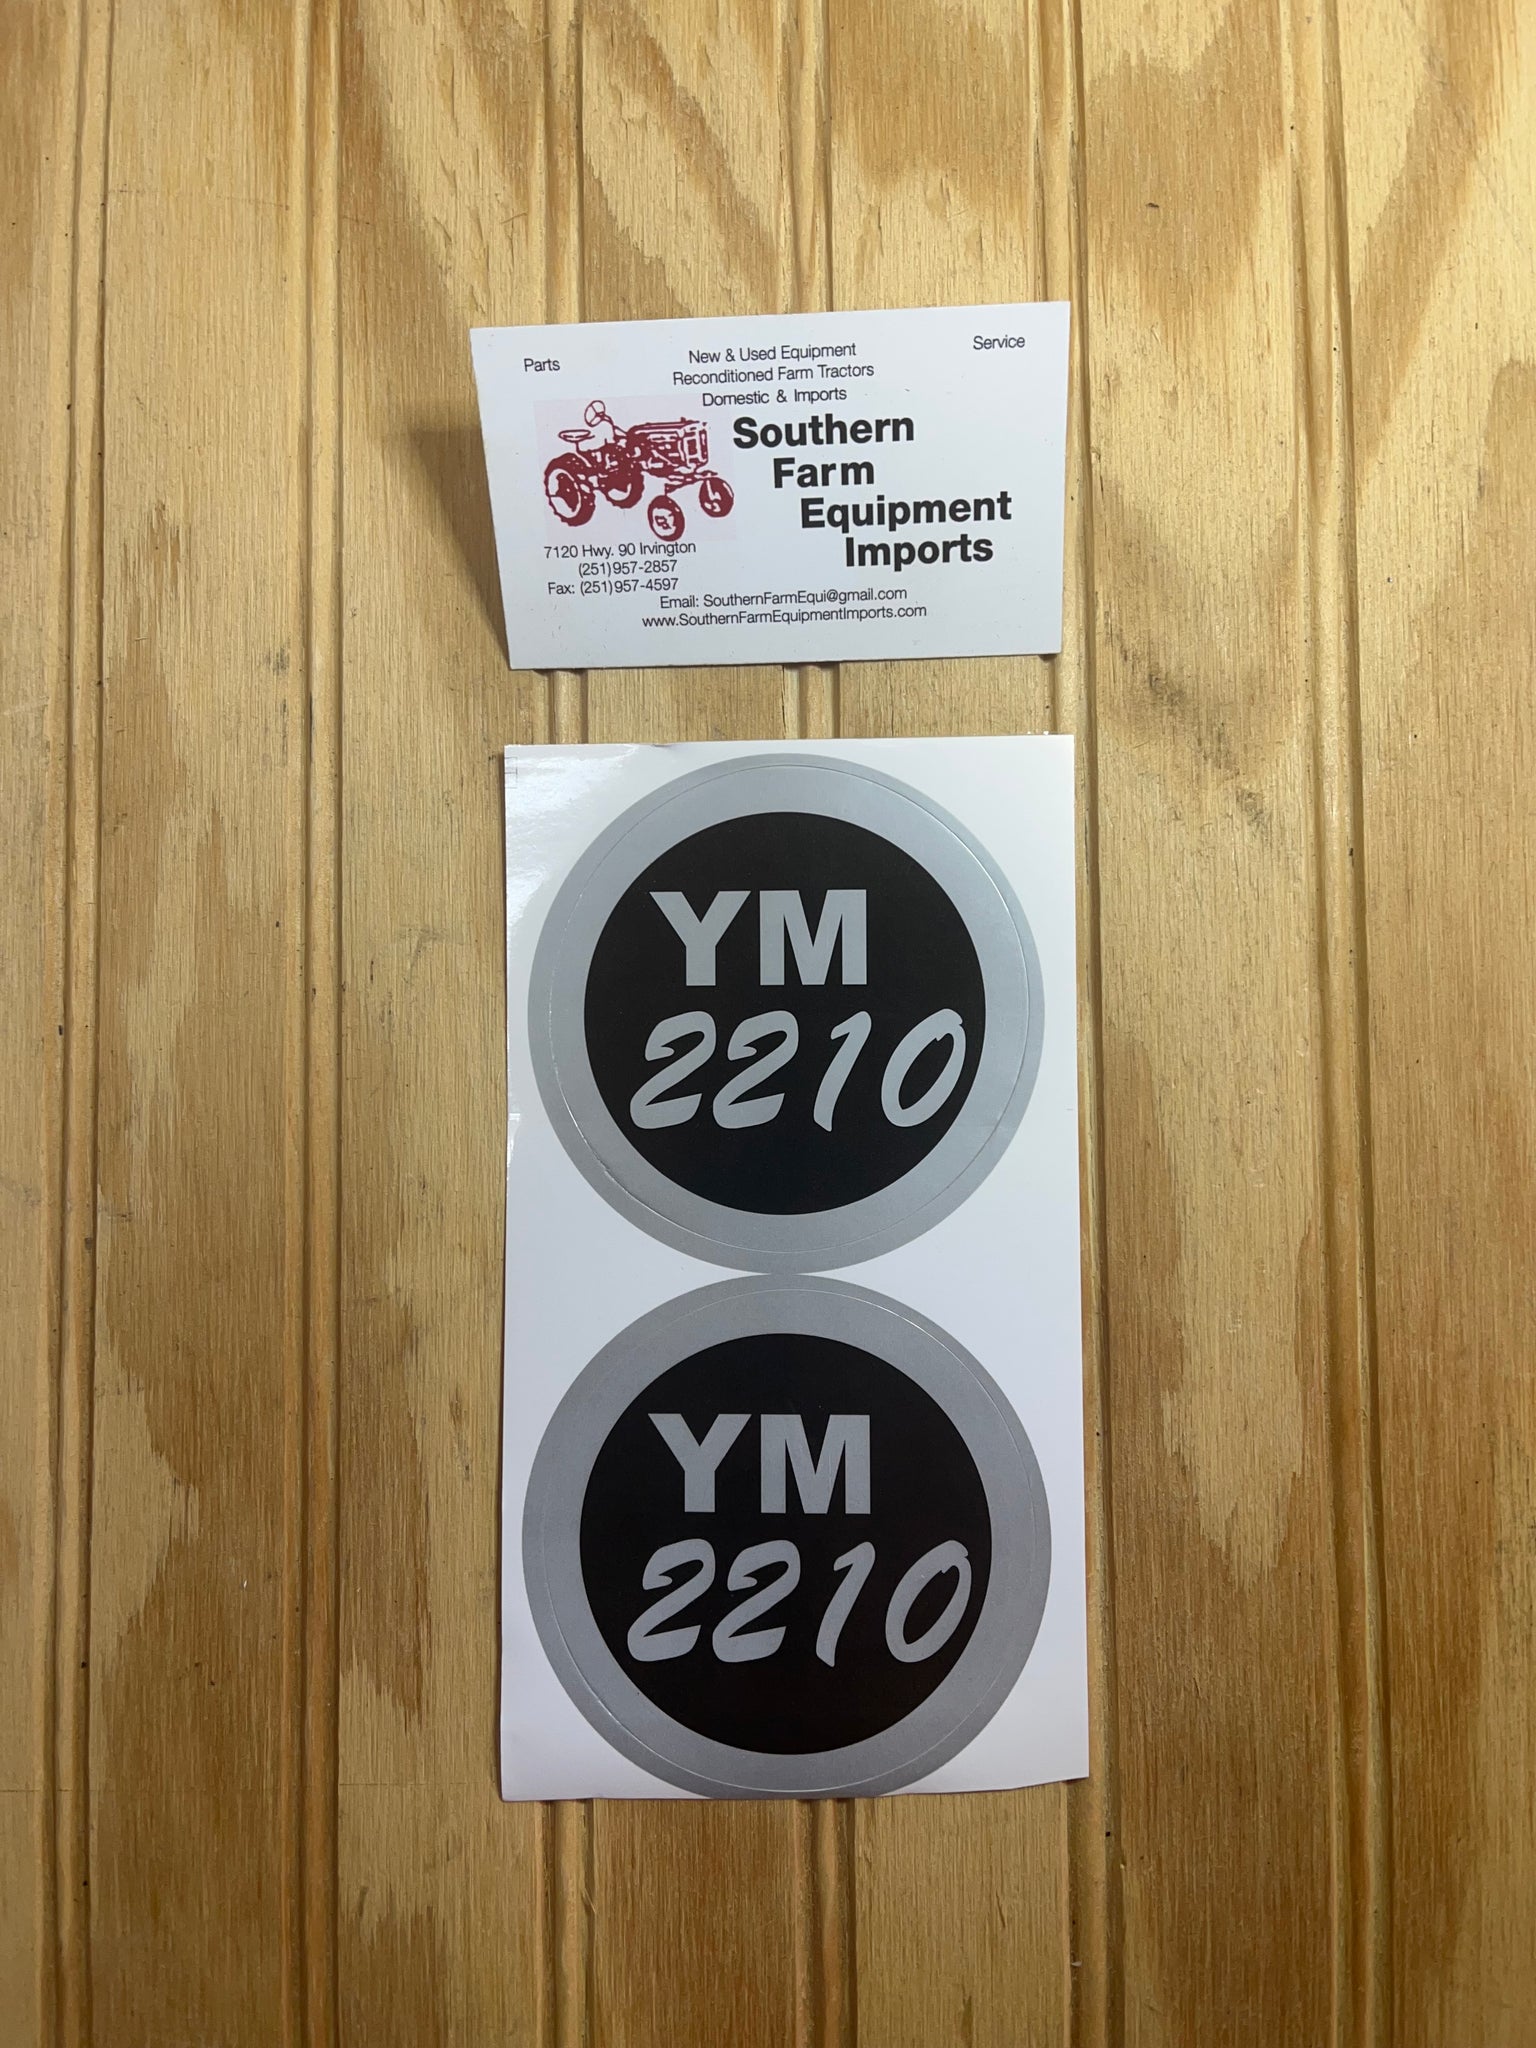 Parts
Service
New & Used Equipment
Reconditioned Farm Tractors
Domestic & Imports
Southern
Farm
Equipment
Imports
7120 Hwy. 90 Irvington
(251)957-2857
Fax: (251)957-4597
Email: SouthernFarmEqui@gmail.com
www.SouthernFarmEquipmentImports.com
YM
2210
YM
2210